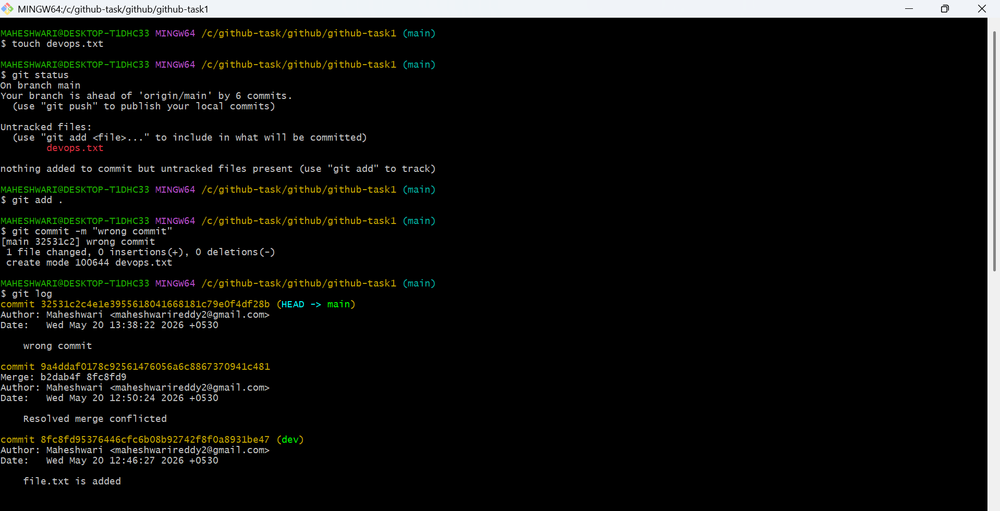 MINGW64:/c/github-task/github/github-task1
MAHESHWARI@DESKTOP-T1DHC33 MINGW64 /c/github-task/github/github-task1 (main)
$ touch devops.txt
MAHESHWARI@DESKTOP-T1DHC33 MINGW64 /c/github-task/github/github-task1 (main)
$ git status
On branch main
Your branch is ahead of 'origin/main' by 6 commits.
  (use "git push" to publish your local commits)
Untracked files:
  (use "git add <file>..." to include in what will be committed)
        devops.txt
nothing added to commit but untracked files present (use "git add" to track)
MAHESHWARI@DESKTOP-T1DHC33 MINGW64 /c/github-task/github/github-task1 (main)
$ git add .
MAHESHWARI@DESKTOP-T1DHC33 MINGW64 /c/github-task/github/github-task1 (main)
$ git commit -m "wrong commit"
[main 32531c2] wrong commit
 1 file changed, 0 insertions(+), 0 deletions(-)
 create mode 100644 devops.txt
MAHESHWARI@DESKTOP-T1DHC33 MINGW64 /c/github-task/github/github-task1 (main)
$ git log
commit 32531c2c4e1e3955618041668181c79e0f4df28b (HEAD -> main)
Author: Maheshwari <maheshwarireddy2@gmail.com>
Date:   Wed May 20 13:38:22 2026 +0530
    wrong commit
commit 9a4ddaf0178c92561476056a6c8867370941c481
Merge: b2dab4f 8fc8fd9
Author: Maheshwari <maheshwarireddy2@gmail.com>
Date:   Wed May 20 12:50:24 2026 +0530
    Resolved merge conflicted
commit 8fc8fd95376446cfc6b08b92742f8f0a8931be47 (dev)
Author: Maheshwari <maheshwarireddy2@gmail.com>
Date:   Wed May 20 12:46:27 2026 +0530
    file.txt is added